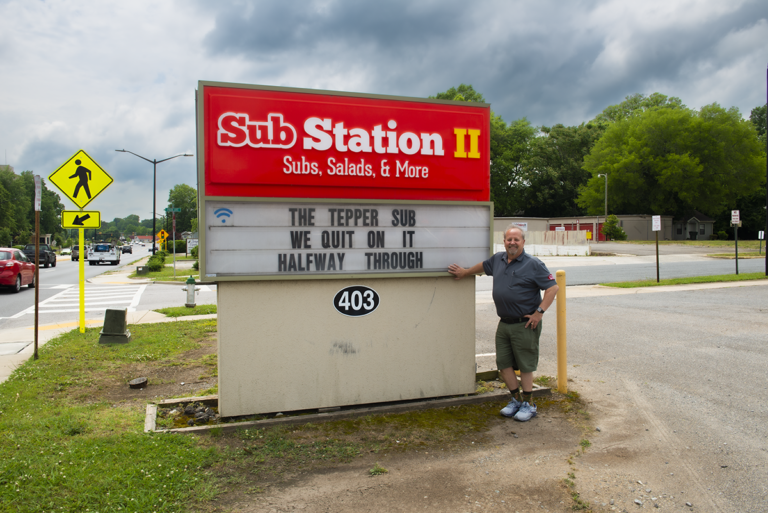 Sub Station II
Subs, Salads, & More
THE TEPPER SUB
WE QUIT ON IT
HALFWAY THROUGH
403